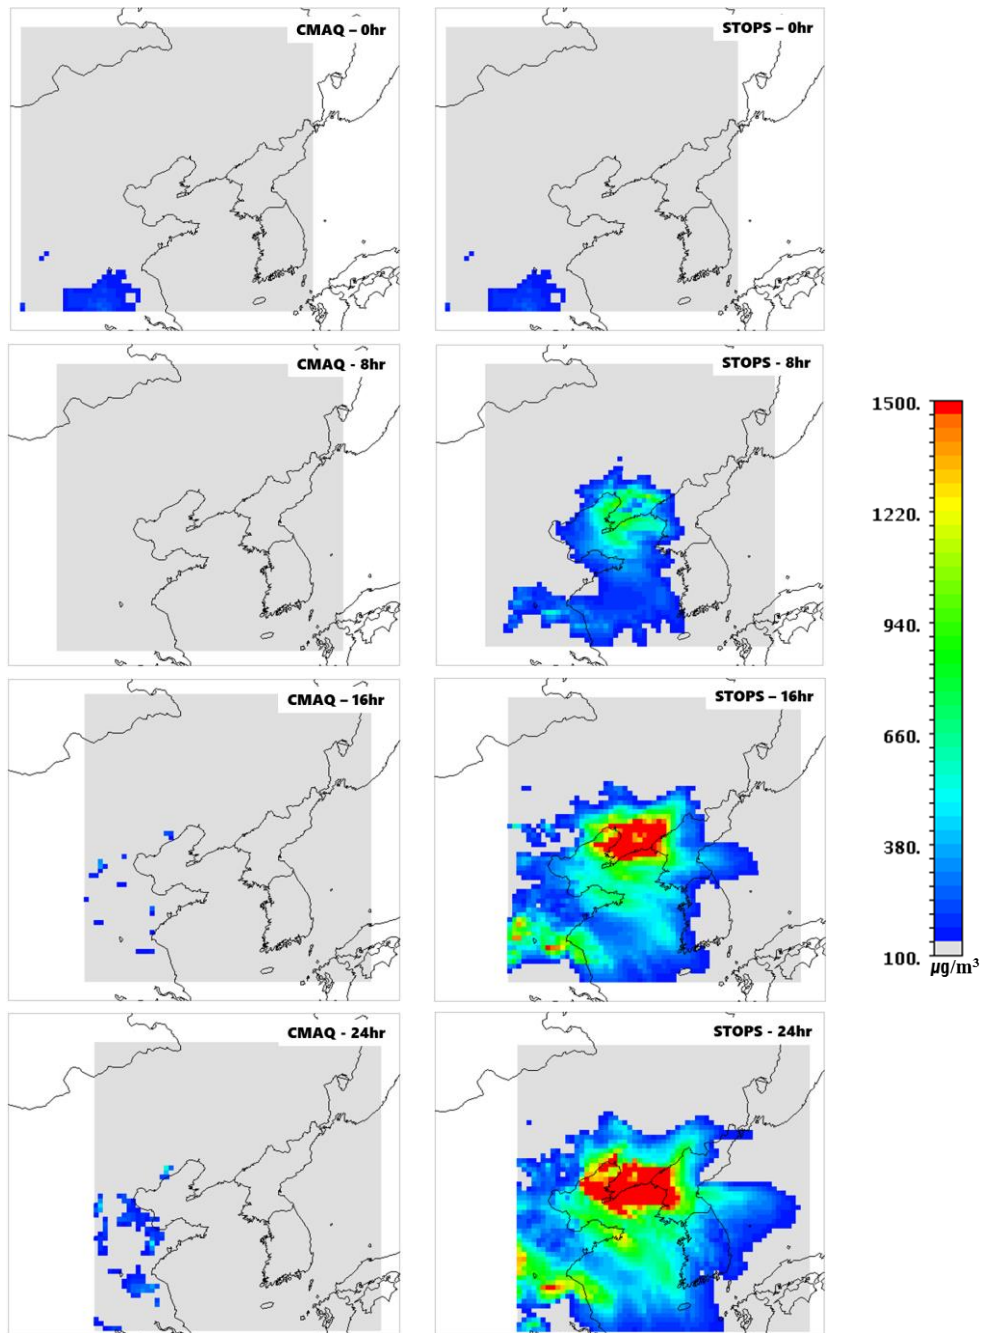 CMAQ – 0hr
STOPS – 0hr
CMAQ - 8hr
STOPS - 8hr
1500.
1220.
940.
660.
380.
100.
µg/m³
CMAQ – 16hr
STOPS – 16hr
CMAQ - 24hr
STOPS - 24hr